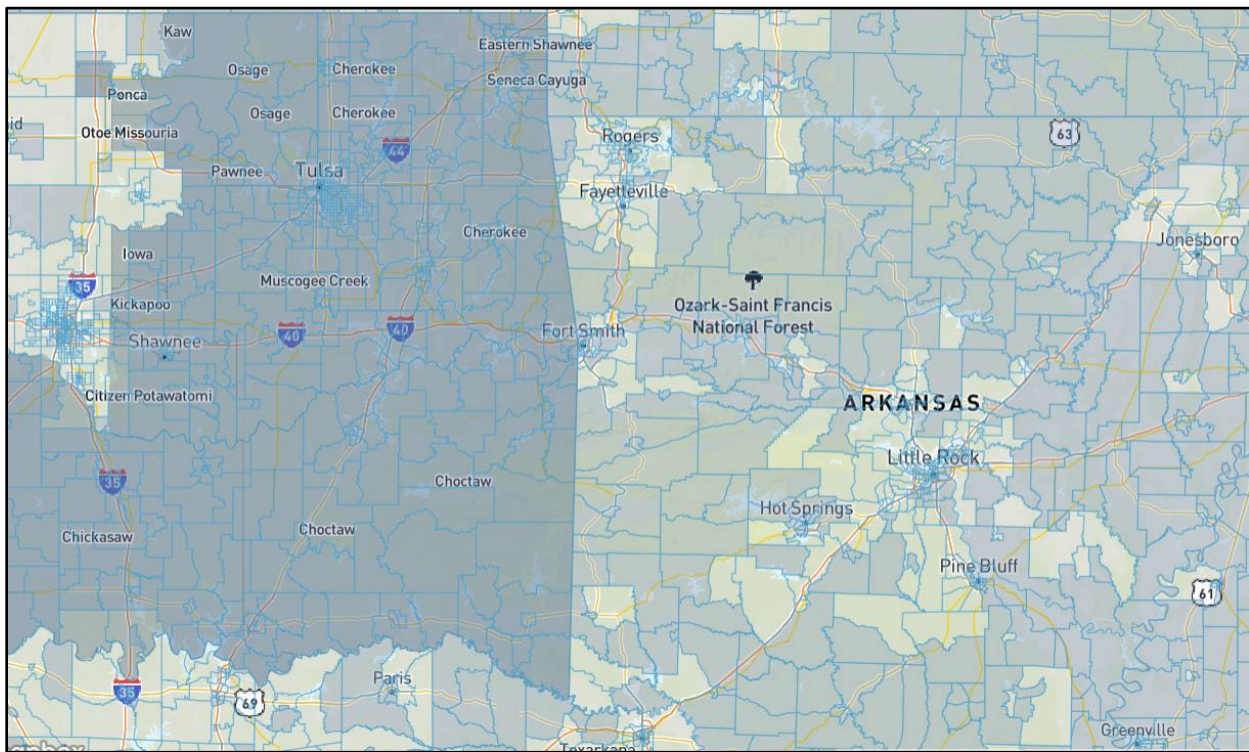 Kaw
Eastern Shawnee
Osage
Cherokee
Seneca Cayuga
Ponca
Osage
Cherokee
Otoe Missouria
id
44
Rogers
63
Pawnee
Tulsa
Fayetteville
Cherokee
Jonesboro
Iowa
35
Muscogee Creek
Kickapoo
Ozark-Saint Francis
National Forest
Shawnee
40
40
Fort Smith
Citizen Potawatomi
ARKANSAS
Little Rock
35
Choctaw
Hot Springs
Chickasaw
Choctaw
Pine Bluff
61
Paris
35
69
Greenville
Texarkana
apbox